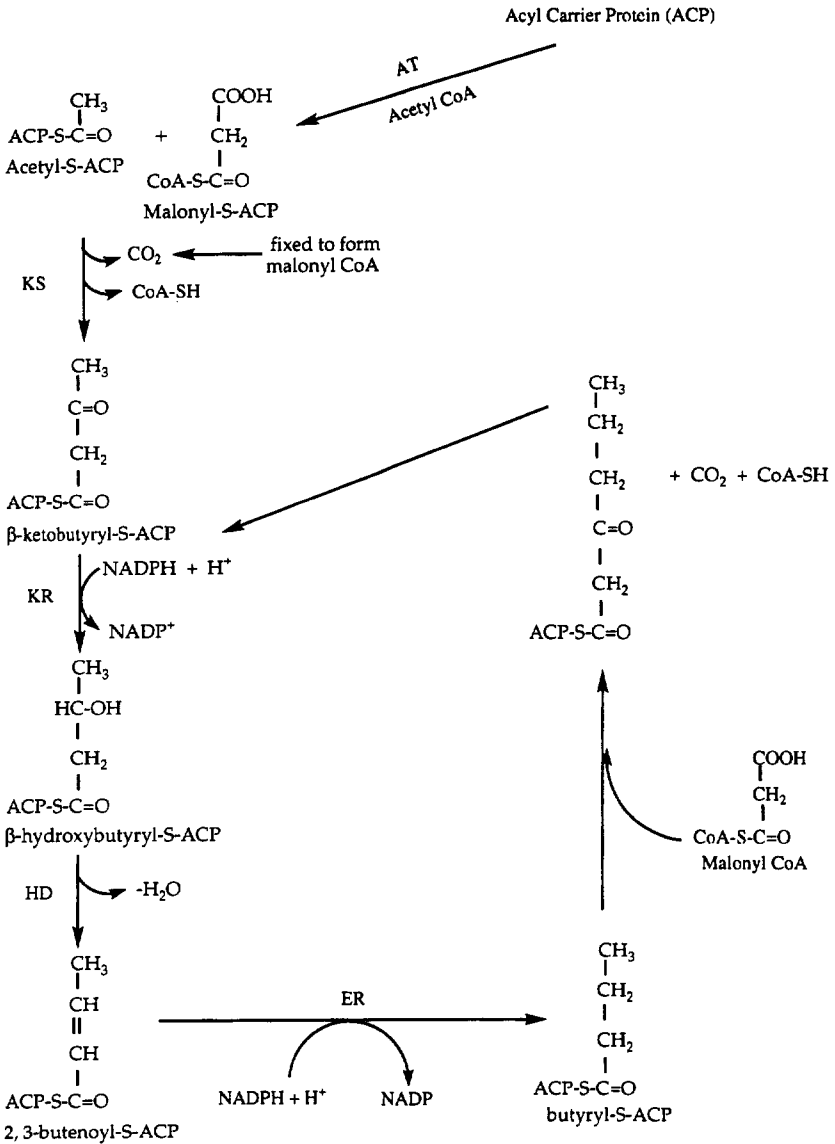 Acyl Carrier Protein (ACP)
AT
Acetyl CoA
CH₃
ACP-S-C=O
Acetyl-S-ACP
+
COOH
CH₂
CoA-S-C=O
Malonyl-S-ACP
KS
CO₂
fixed to form
malonyl CoA
CoA-SH
CH₃
C=O
CH₂
ACP-S-C=O
β-ketobutyryl-S-ACP
KR
NADPH + H⁺
NADP⁺
CH₃
HC-OH
CH₂
ACP-S-C=O
β-hydroxybutyryl-S-ACP
HD
-H₂O
CH₃
CH
CH
ACP-S-C=O
2, 3-butenoyl-S-ACP
ER
NADPH + H⁺
NADP
CH₃
CH₂
CH₂
ACP-S-C=O
butyryl-S-ACP
COOH
CH₂
CoA-S-C=O
Malonyl CoA
CH₃
CH₂
CH₂
+ CO₂ + CoA-SH
C=O
CH₂
ACP-S-C=O